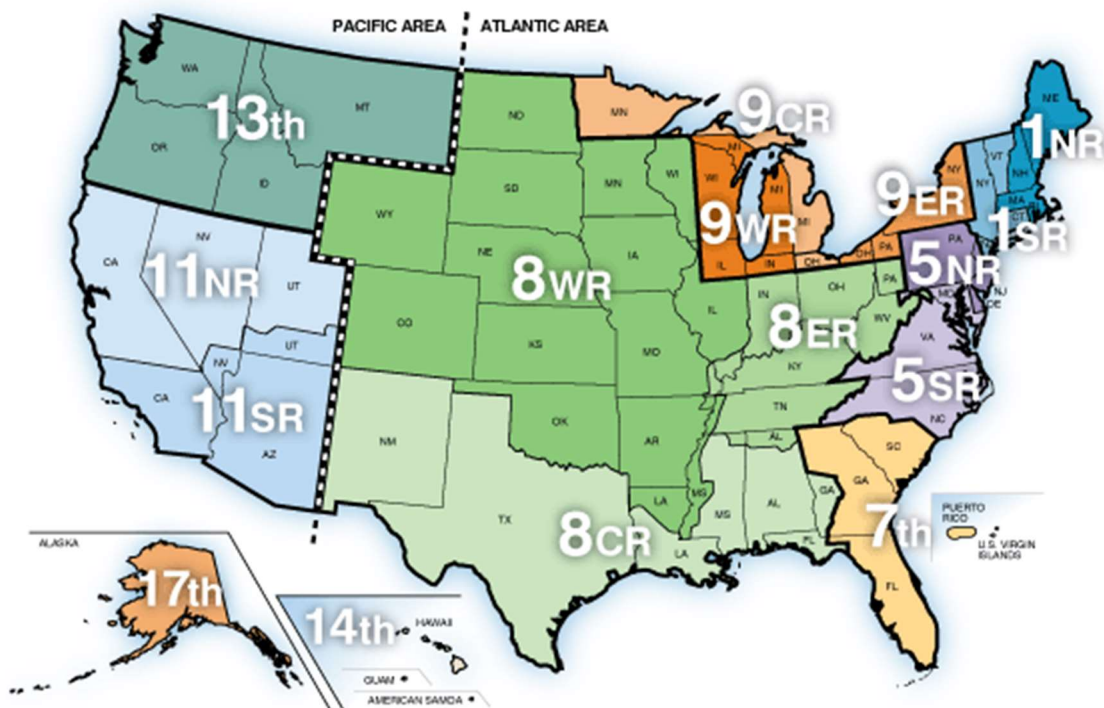 PACIFIC AREA
ATLANTIC AREA
WA
MT
ND
MN
ME
9CR
13th
1NR
OR
ID
SD
MN
WI
WI
MI
MI
MI
NY
NY
VT
NH
MA
CT
9ER
9WR
1SR
WY
NE
IA
IL
IN
OH
OH
PA
PA
5NR
NV
CA
UT
11NR
8WR
IN
OH
PA
MD
NJ
DE
CO
KS
MO
IL
8ER
WV
VA
KY
UT
NV
CA
11SR
AZ
NM
OK
AR
TN
5SR
NC
AL
SC
TX
LA
MS
MS
AL
GA
GA
8CR
LA
FL
7th
FL
PUERTO
RICO
U.S. VIRGIN
ISLANDS
ALASKA
17th
14th
HAWAII
GUAM
AMERICAN SAMOA